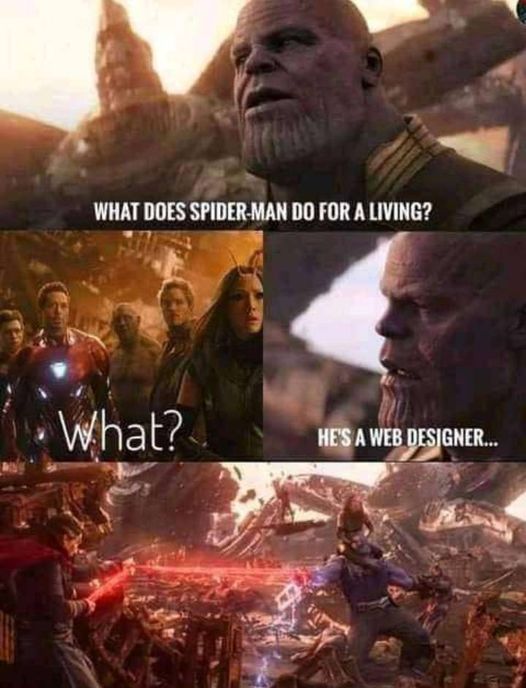 WHAT DOES SPIDER-MAN DO FOR A LIVING?
What?
HE'S A WEB DESIGNER...